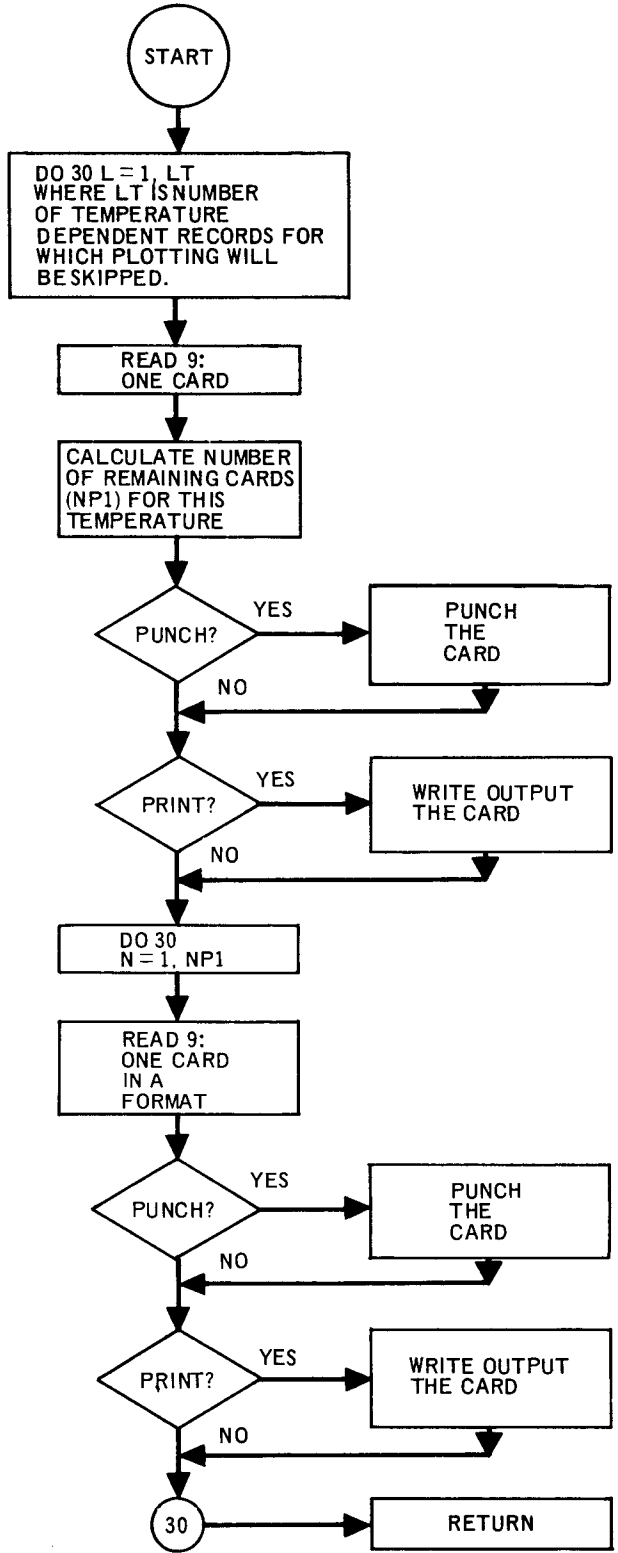 START
DO 30 L = 1, LT
WHERE LT IS NUMBER
OF TEMPERATURE
DEPENDENT RECORDS FOR
WHICH PLOTTING WILL
BE SKIPPED.
READ 9:
ONE CARD
CALCULATE NUMBER
OF REMAINING CARDS
(NP1) FOR THIS
TEMPERATURE
PUNCH?
YES
PUNCH
THE
CARD
NO
PRINT?
YES
WRITE OUTPUT
THE CARD
NO
DO 30
N = 1, NP1
READ 9:
ONE CARD
IN A
FORMAT
PUNCH?
YES
PUNCH
THE
CARD
NO
PRINT?
YES
WRITE OUTPUT
THE CARD
NO
30
RETURN